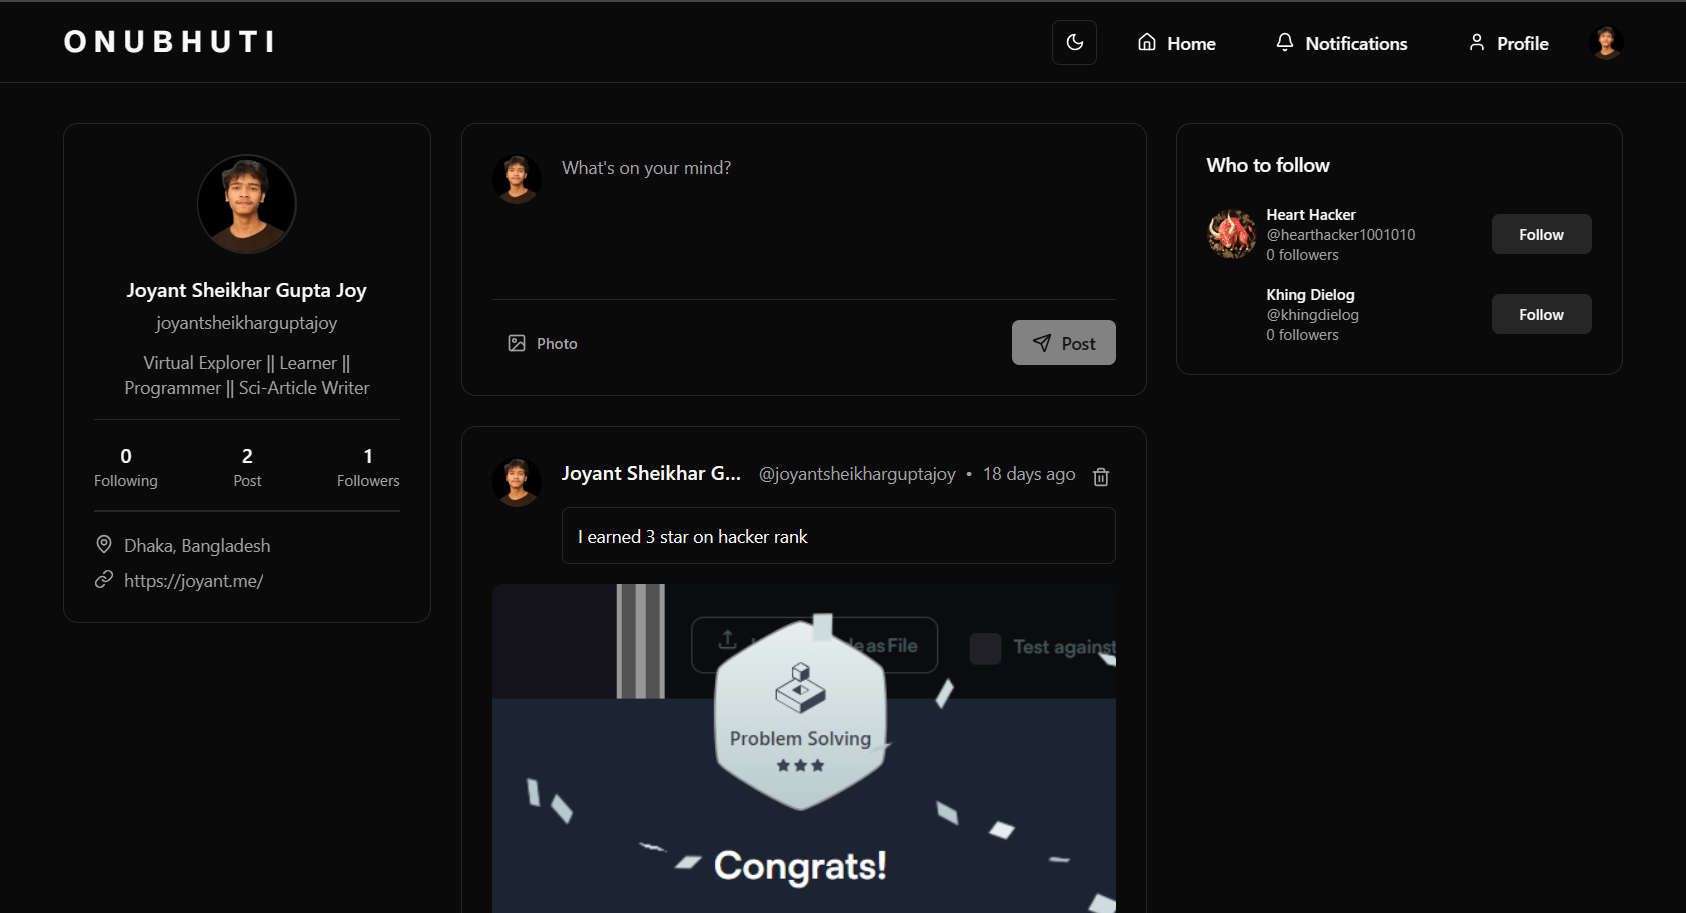 ONUBHUTI
Home
Notifications
Profile
Joyant Sheikhar Gupta Joy
joyantsheikharguptajoy
Virtual Explorer || Learner ||
Programmer || Sci-Article Writer
0
Following
2
Post
1
Followers
Dhaka, Bangladesh
https://joyant.me/
What's on your mind?
Photo
Post
Joyant Sheikhar G...
@joyantsheikharguptajoy • 18 days ago
I earned 3 star on hacker rank
as File
Test against
Problem Solving
Congrats!
Who to follow
Heart Hacker
@hearthacker1001010
0 followers
Follow
Khing Dielog
@khingdielog
0 followers
Follow